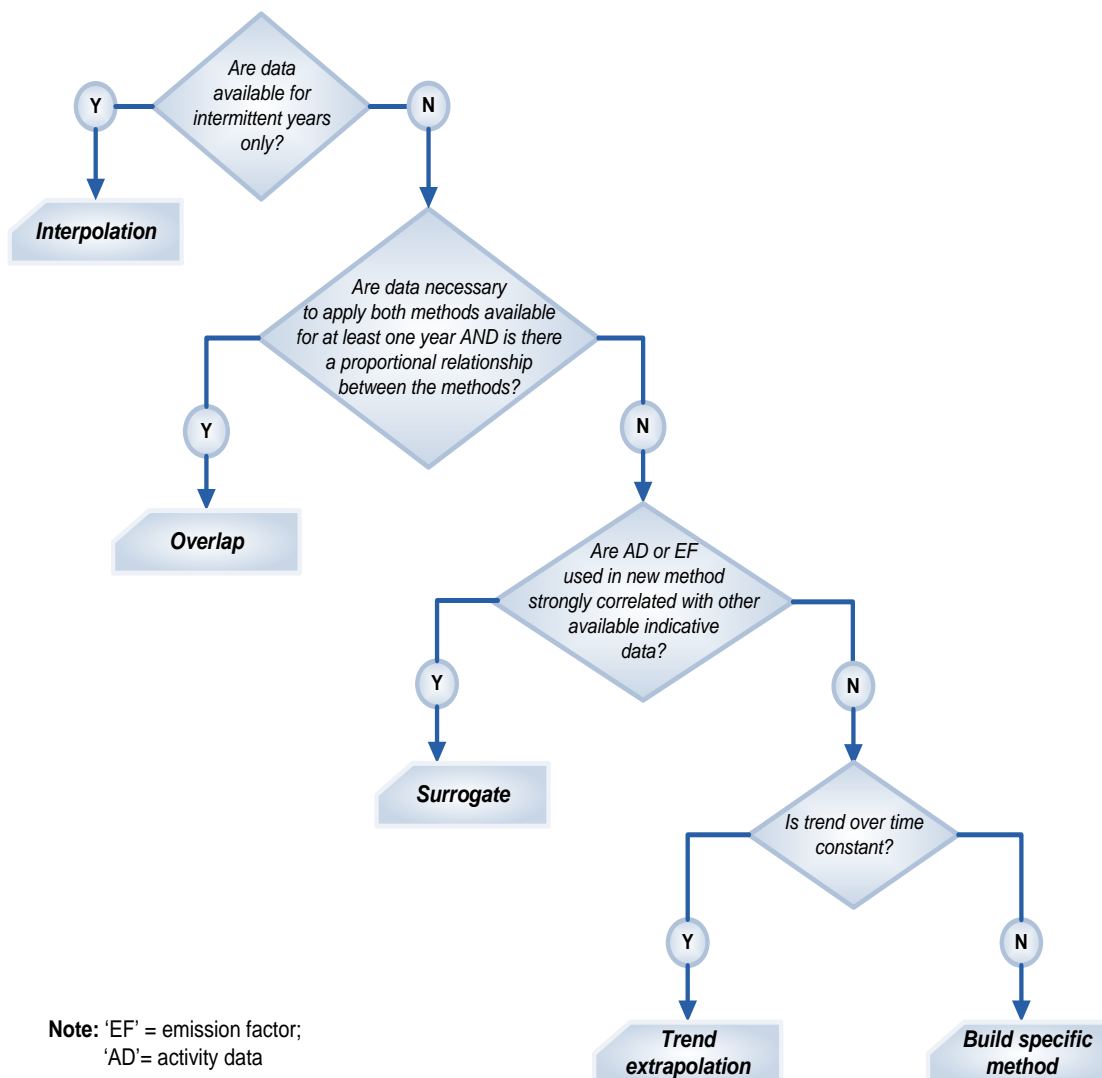 Are data
available for
intermittent years
only?
Y
N
Interpolation
Are data necessary
to apply both methods available
for at least one year AND is there
a proportional relationship
between the methods?
Y
N
Overlap
Are AD or EF
used in new method
strongly correlated with other
available indicative
data?
Y
N
Surrogate
Is trend over time
constant?
Y
N
Trend
extrapolation
Build specific
method
Note: ‘EF’ = emission factor;
‘AD’= activity data